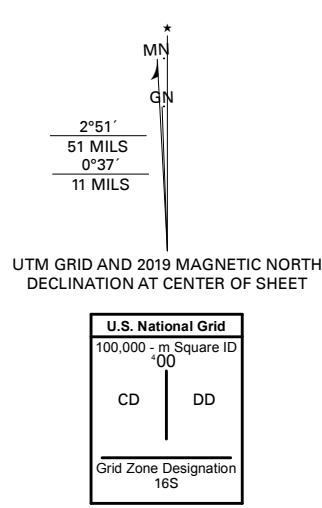 ★
MN
GN
2°51´
51 MILS
0°37´
11 MILS
UTM GRID AND 2019 MAGNETIC NORTH
DECLINATION AT CENTER OF SHEET
U.S. National Grid
100,000 - m Square ID
⁴00
CD DD
Grid Zone Designation
16S